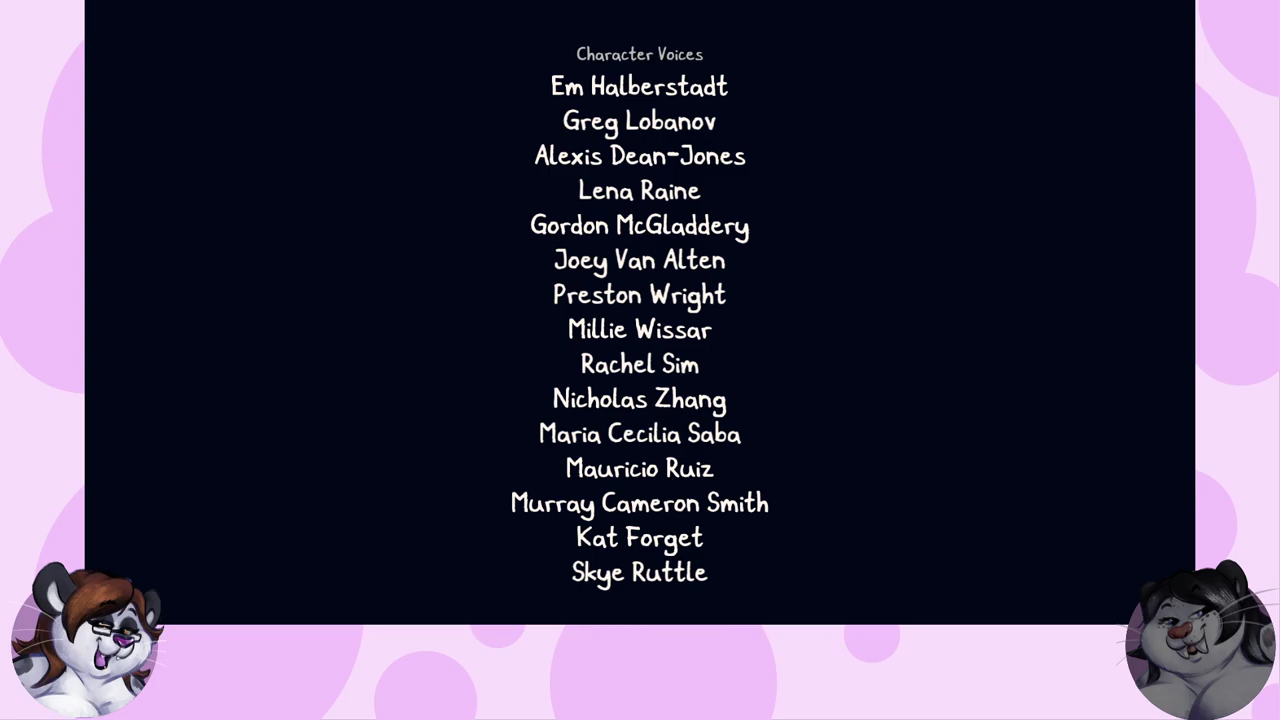 Character Voices
Em Halberstadt
Greg Lobanov
Alexis Dean-Jones
Lena Raine
Gordon McGladdery
Joey Van Alten
Preston Wright
Millie Wissar
Rachel Sim
Nicholas Zhang
Maria Cecilia Saba
Mauricio Ruiz
Murray Cameron Smith
Kat Forget
Skye Ruttle